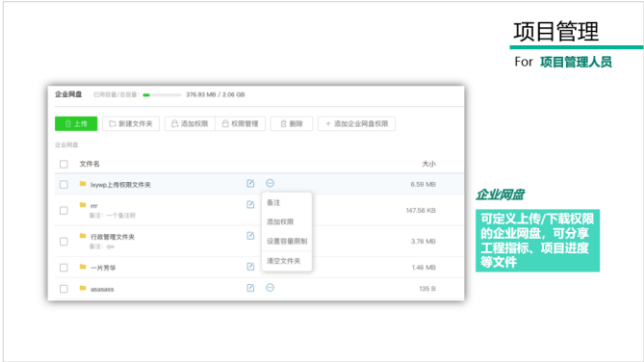 项目管理
For 项目管理人员
企业网盘 已用容量/总容量 376.93 MB / 2.06 GB
上传 新建文件夹 添加权限 权限管理 删除 + 添加企业网盘权限
企业网盘
文件名 大小
lxywp上传权限文件夹 6.59 MB
备注
rrr 147.58 KB
备注：一个备注呀
添加权限
行政管理文件夹 3.78 MB
备注：qw
设置容量限制
清空文件夹
一片芳华 1.46 MB
asasass 135 B
企业网盘
可定义上传/下载权限
的企业网盘，可分享
工程指标、项目进度
等文件